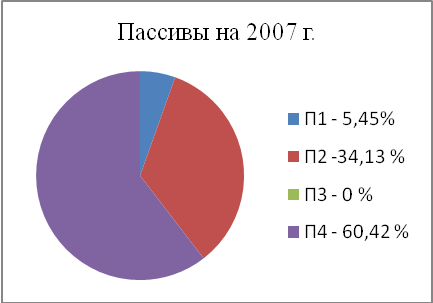 Пассивы на 2007 г.
П1 - 5,45%
П2 -34,13 %
П3 - 0 %
П4 - 60,42 %